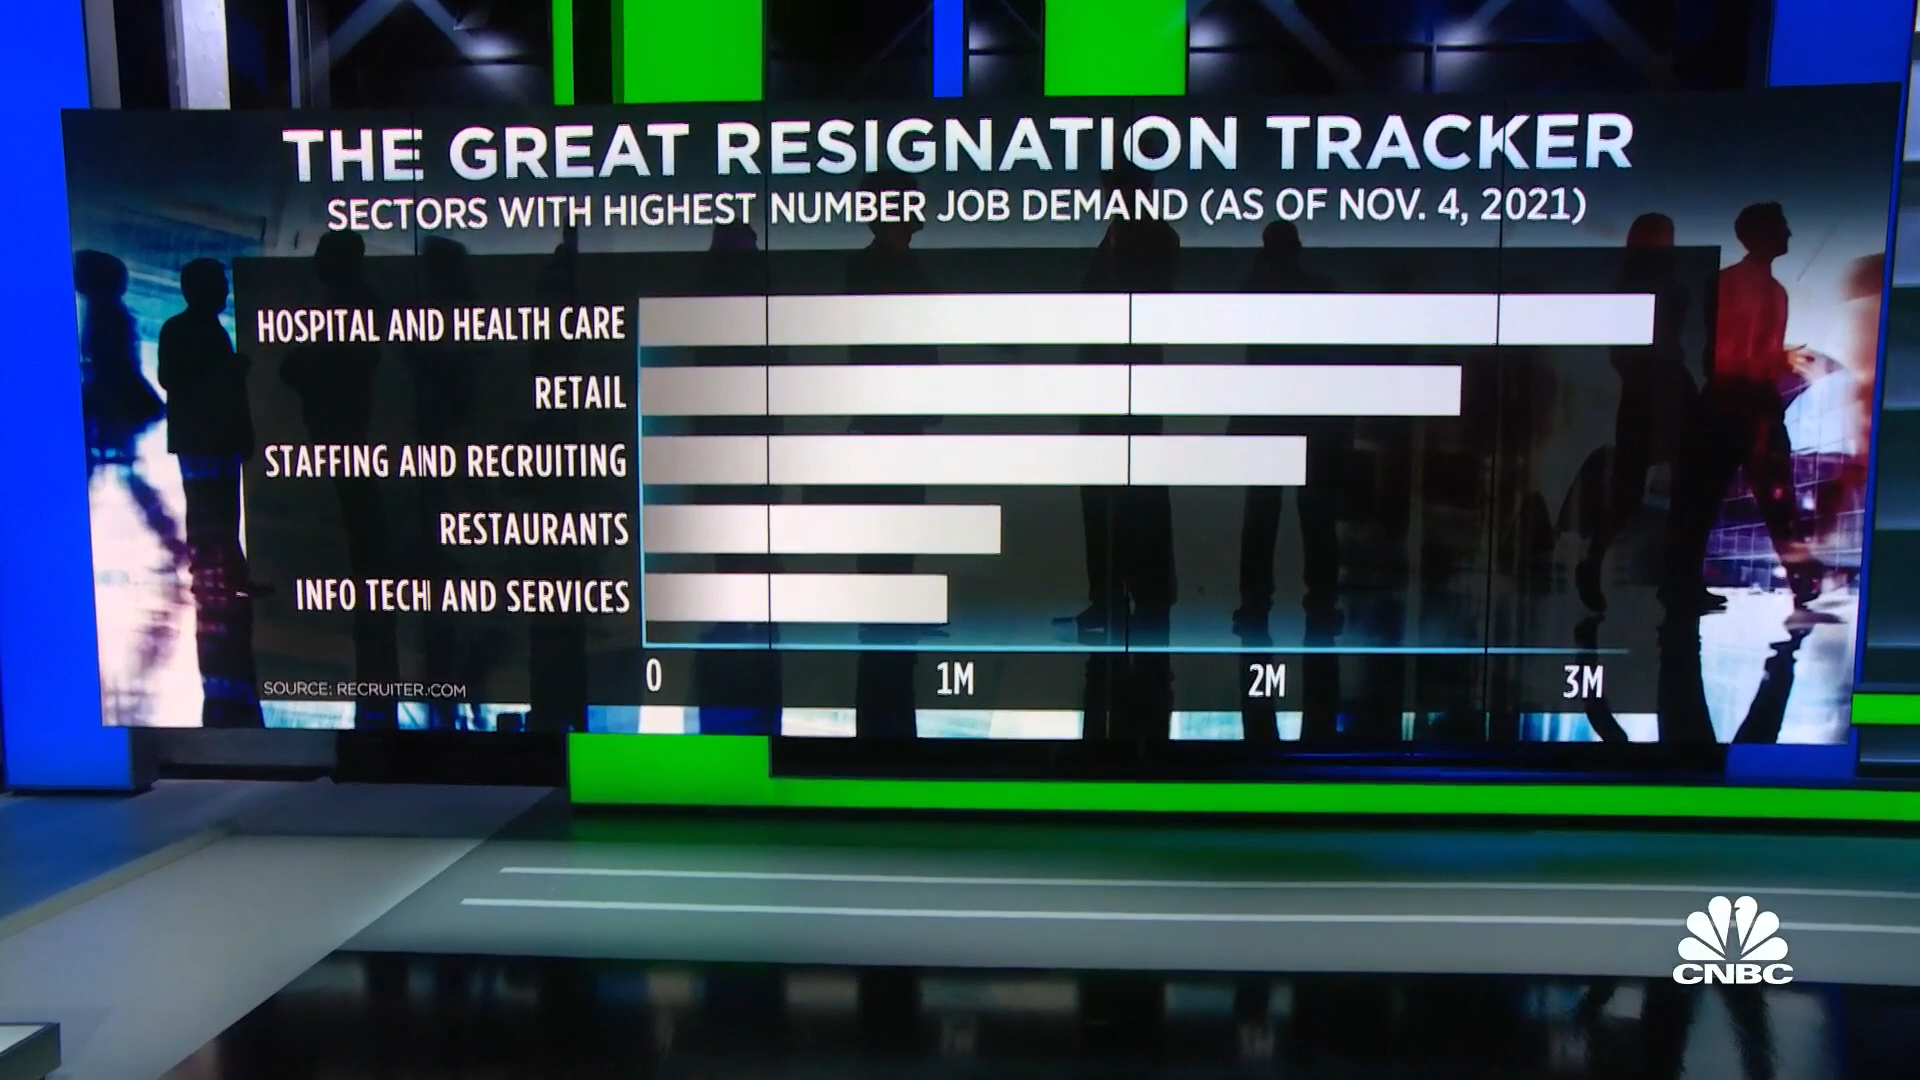 THE GREAT RESIGNATION TRACKER
SECTORS WITH HIGHEST NUMBER JOB DEMAND (AS OF NOV. 4, 2021)
HOSPITAL AND HEALTH CARE
RETAIL
STAFFING AND RECRUITING
RESTAURANTS
INFO TECH AND SERVICES
0 1M 2M 3M
SOURCE: RECRUITER.COM
CNBC